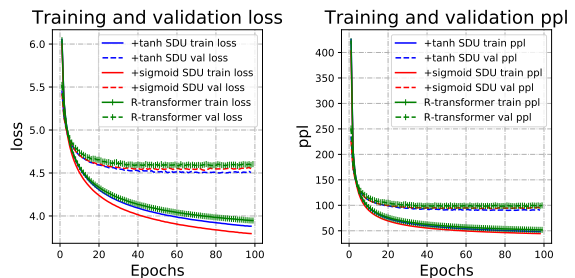 Training and validation loss
6.0
5.5
5.0
4.5
4.0
loss
0
20
40
60
80
100
Epochs
+tanh SDU train loss
+tanh SDU val loss
+sigmoid SDU train loss
+sigmoid SDU val loss
R-transformer train loss
R-transformer val loss
Training and validation ppl
400
350
300
250
200
150
100
50
ppl
0
20
40
60
80
100
Epochs
+tanh SDU train ppl
+tanh SDU val ppl
+sigmoid SDU train ppl
+sigmoid SDU val ppl
R-transformer train ppl
R-transformer val ppl